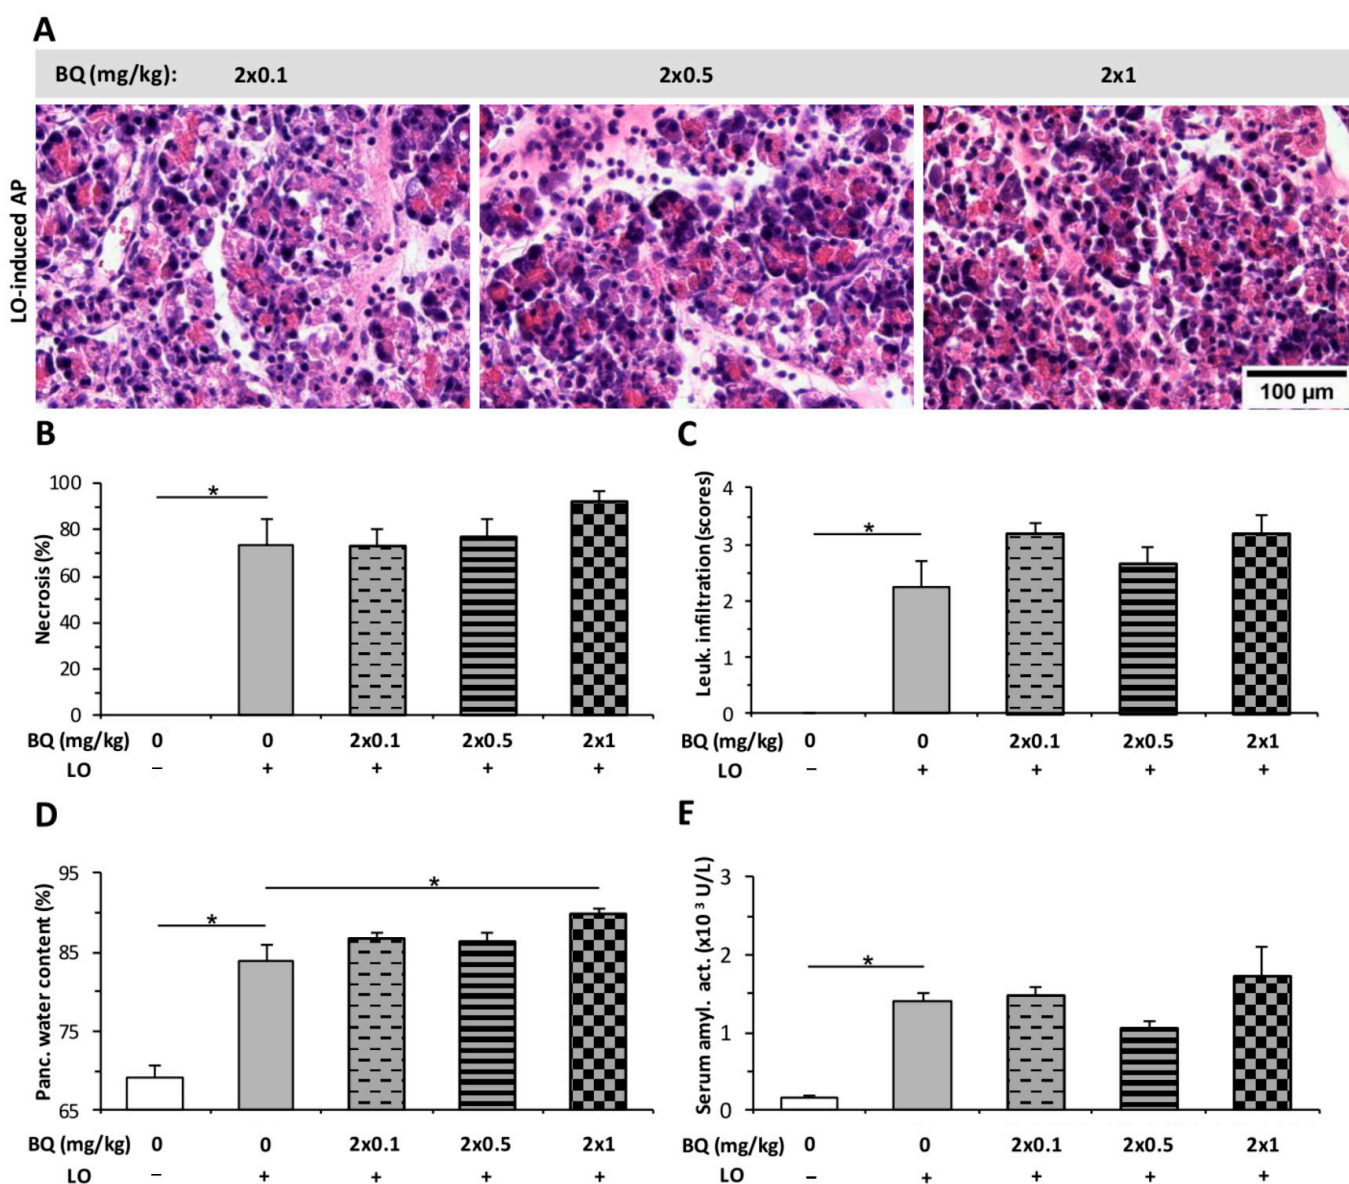 A
BQ (mg/kg): 2x0.1 2x0.5 2x1
LO-induced AP
100 µm
B
Necrosis (%)
100
80
60
40
20
0
*
BQ (mg/kg) 0 0 2x0.1 2x0.5 2x1
LO – + + + +
C
Leuk. infiltration (scores)
4
3
2
1
0
*
BQ (mg/kg) 0 0 2x0.1 2x0.5 2x1
LO – + + + +
D
Panc. water content (%)
95
85
75
65
*
*
BQ (mg/kg) 0 0 2x0.1 2x0.5 2x1
LO – + + + +
E
Serum amyl. act. (x10 ³ U/L)
3
2
1
0
*
BQ (mg/kg) 0 0 2x0.1 2x0.5 2x1
LO – + + + +